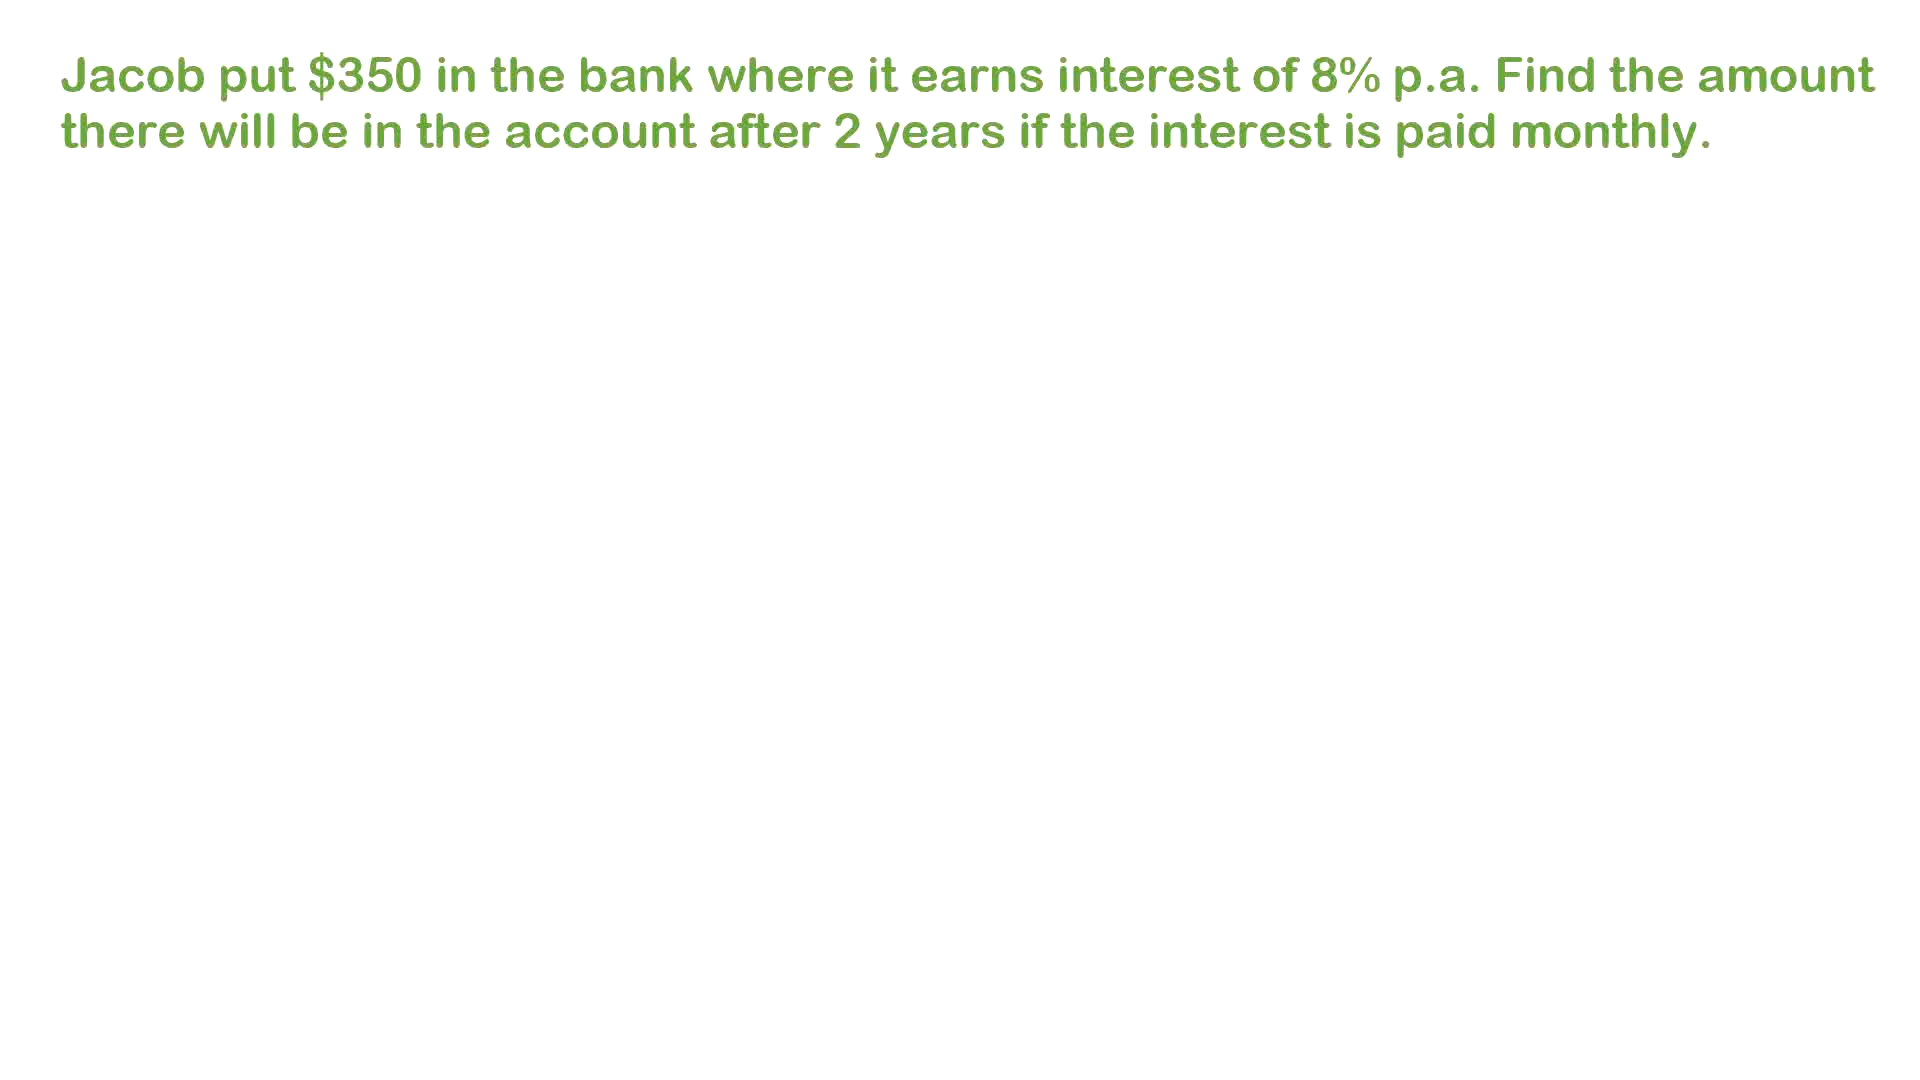 Jacob put $350 in the bank where it earns interest of 8% p.a. Find the amount
there will be in the account after 2 years if the interest is paid monthly.